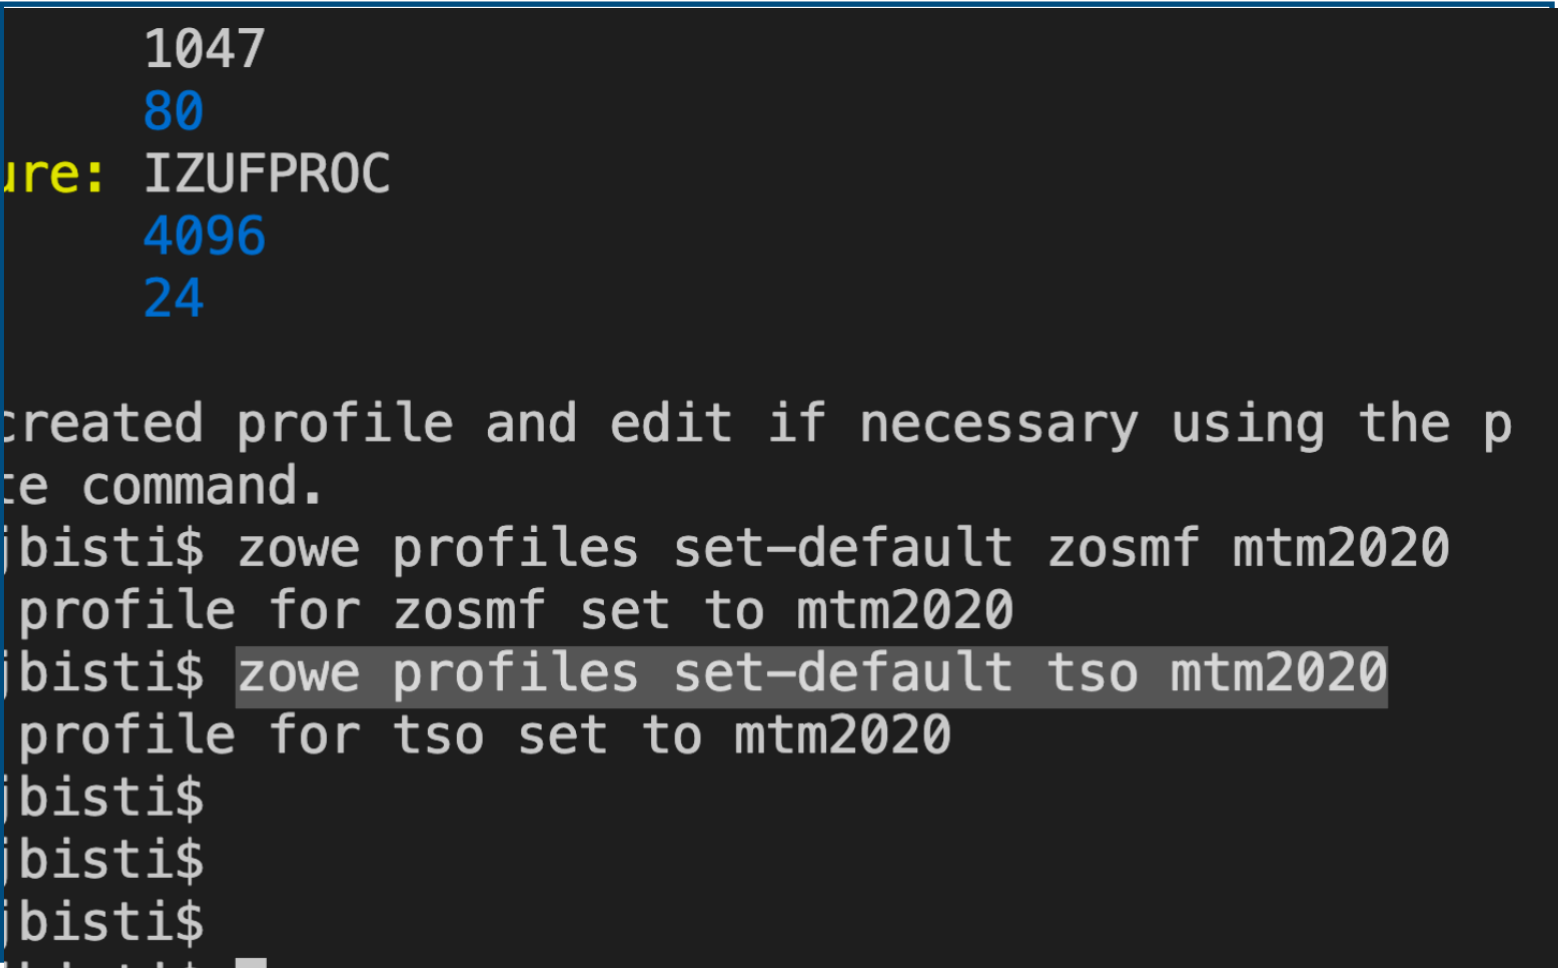 1047
80
ure: IZUFPROC
4096
24
created profile and edit if necessary using the p
te command.
jbisti$ zowe profiles set-default zosmf mtm2020
profile for zosmf set to mtm2020
jbisti$ zowe profiles set-default tso mtm2020
profile for tso set to mtm2020
jbisti$
jbisti$
jbisti$